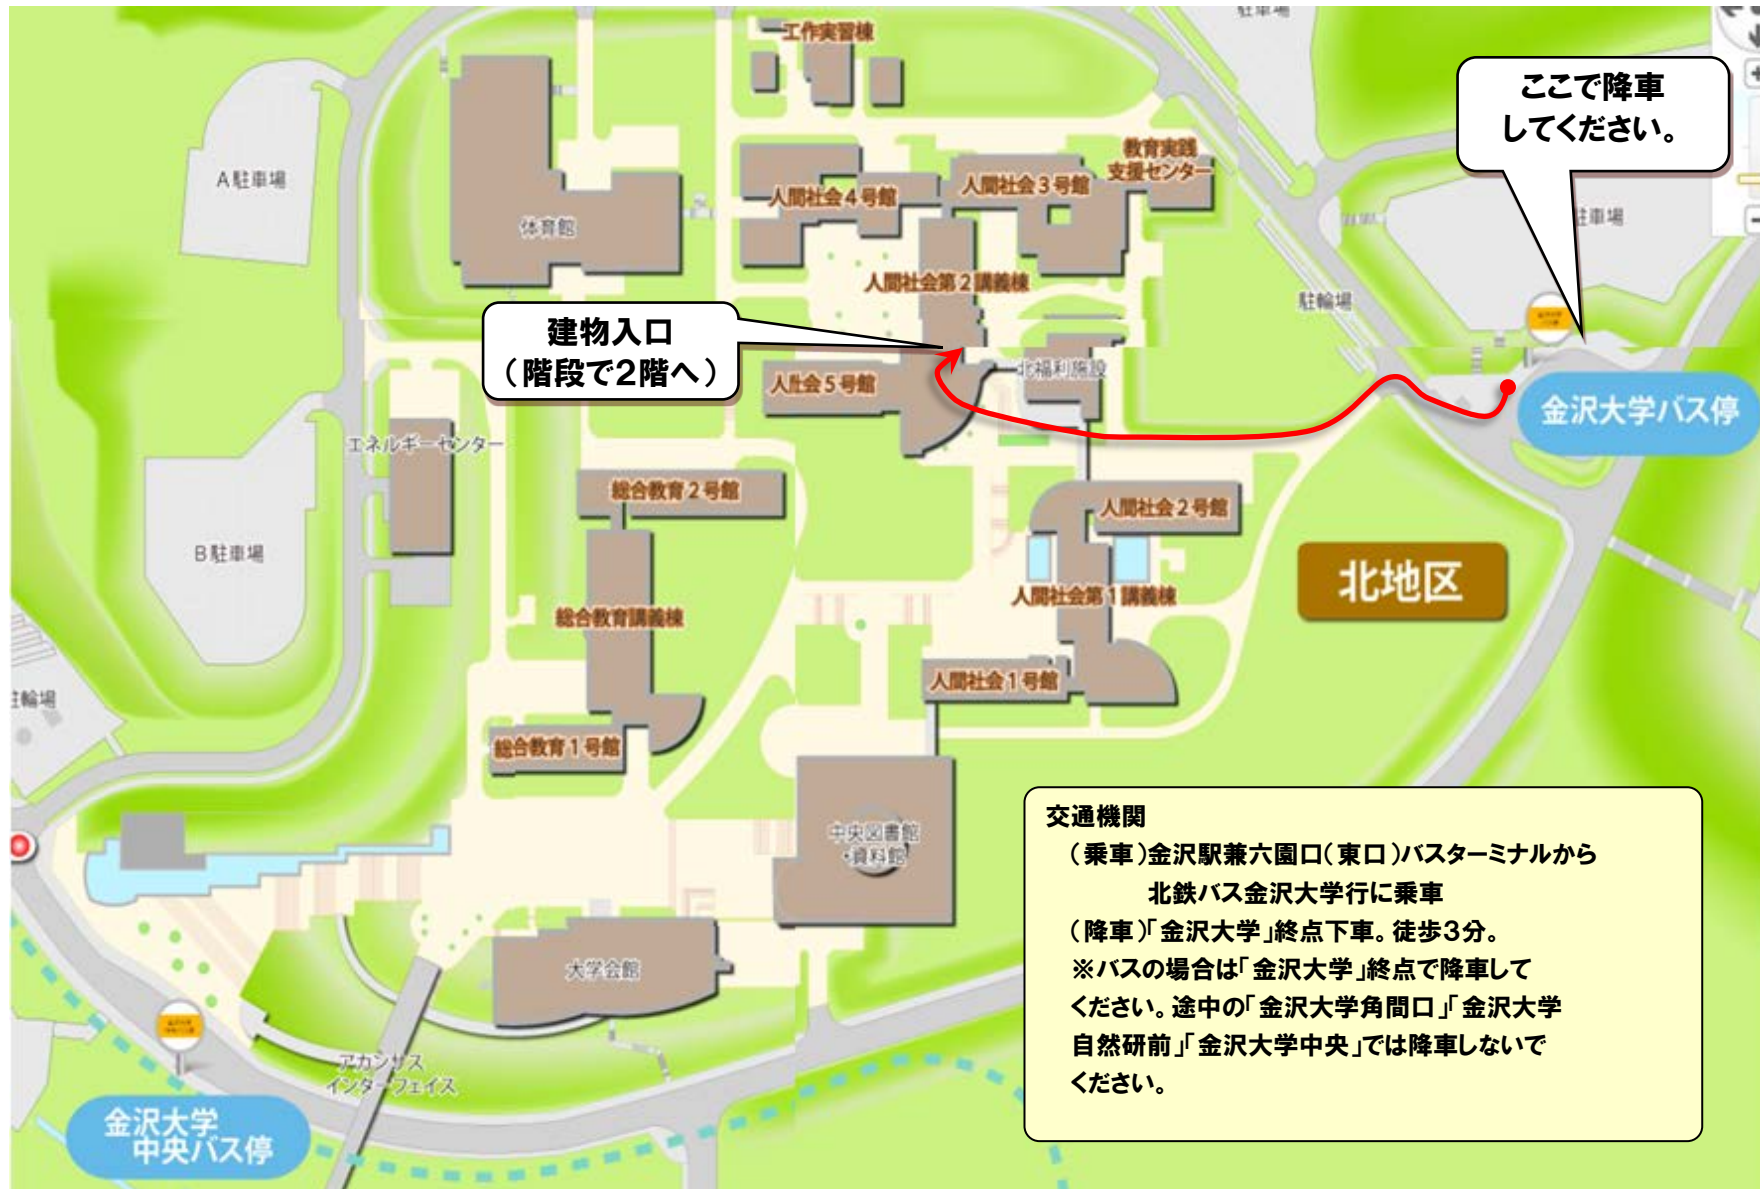 駐車場
工作実習棟
ここで降車
してください。
A駐車場
教育実践
支援センター
人間社会4号館
人間社会3号館
体育館
駐車場
人間社会第2講義棟
駐輪場
建物入口
(階段で2階へ)
北福利施設
人社会5号館
金沢大学バス停
エネルギーセンター
総合教育2号館
人間社会2号館
B駐車場
北地区
人間社会第1講義棟
総合教育講義棟
人間社会1号館
駐輪場
総合教育1号館
中央図書館
・資料館
交通機関
(乗車)金沢駅兼六園口(東口)バスターミナルから
北鉄バス金沢大学行に乗車
(降車)「金沢大学」終点下車。徒歩3分。
※バスの場合は「金沢大学」終点で降車して
ください。途中の「金沢大学角間口」「金沢大学
自然研前」「金沢大学中央」では降車しないで
ください。
大学会館
アカンサス
インターフェイス
金沢大学
中央バス停